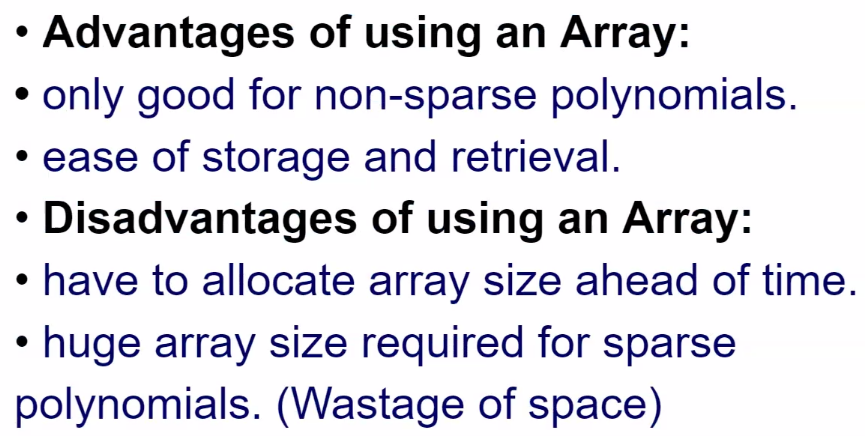 • Advantages of using an Array:
• only good for non-sparse polynomials.
• ease of storage and retrieval.
• Disadvantages of using an Array:
• have to allocate array size ahead of time.
• huge array size required for sparse
polynomials. (Wastage of space)